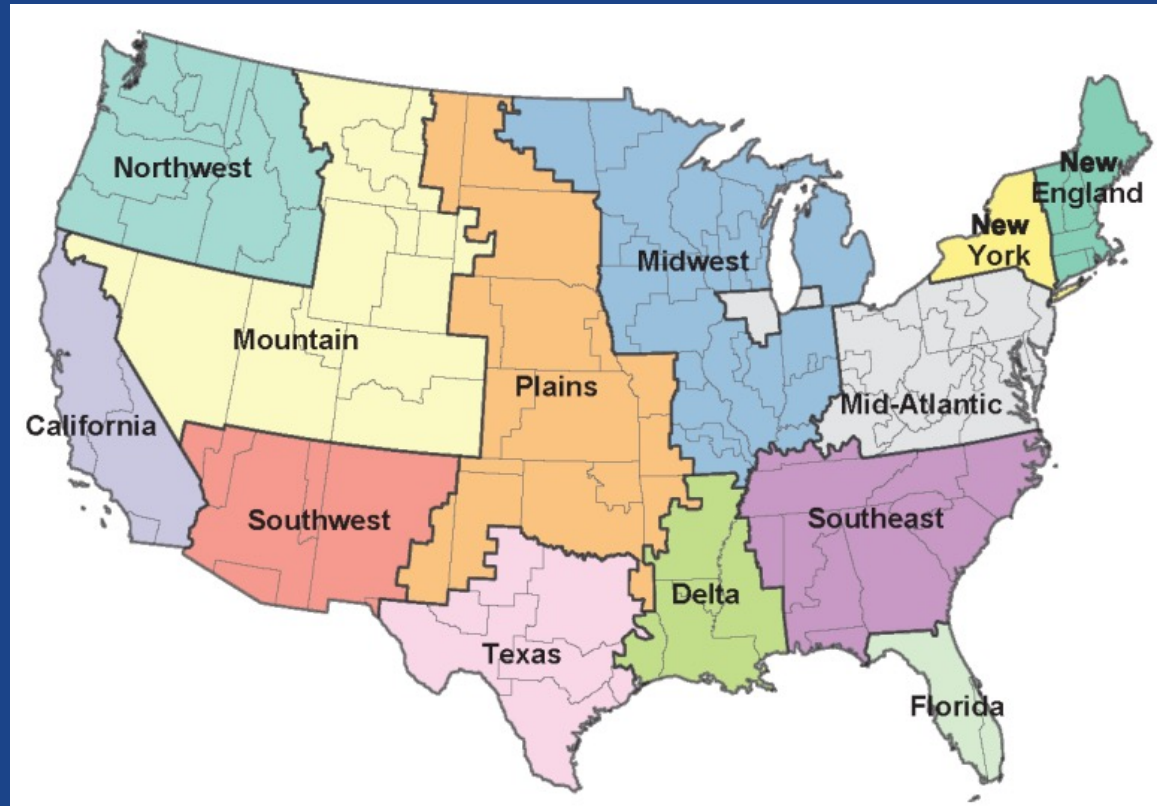 Northwest
New
England
New
York
Midwest
Mountain
Plains
Mid-Atlantic
California
Southwest
Southeast
Delta
Texas
Florida